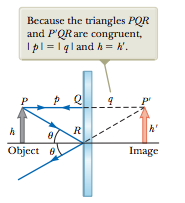 Because the triangles PQR
and P'QR are congruent,
|p| = |q| and h = h'.
P p Q q P'
h θ R h'
Object θ Image